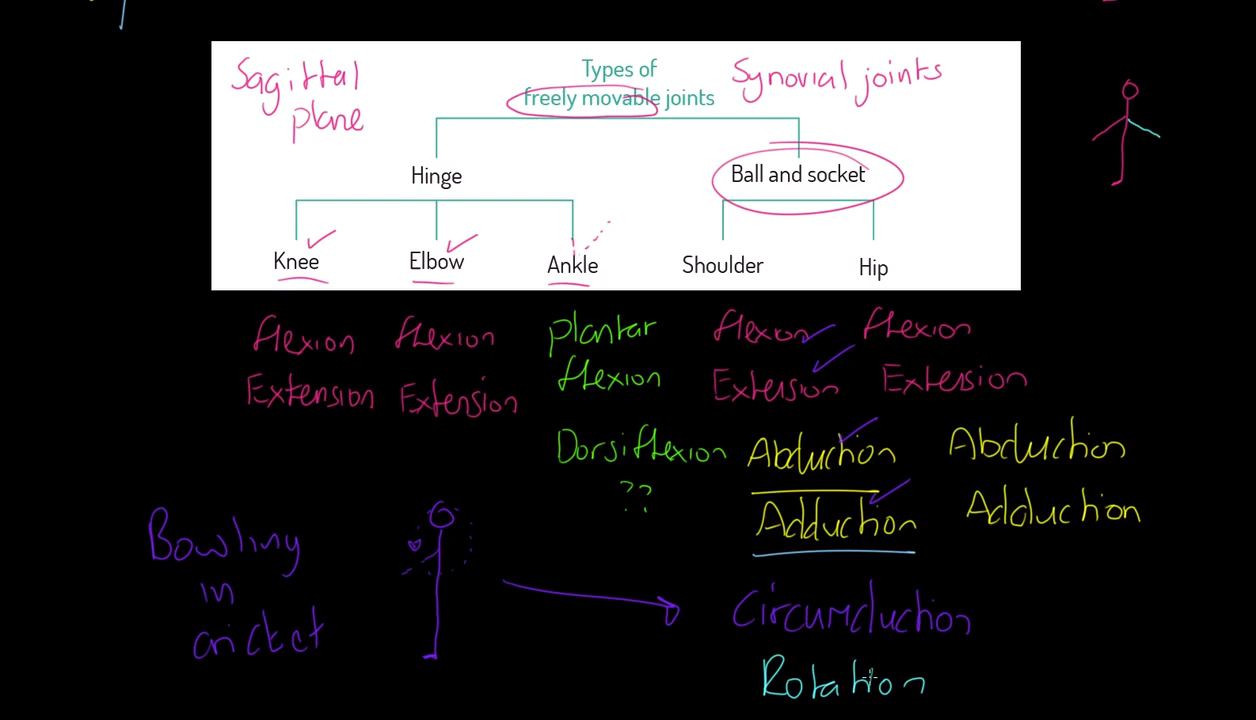 Sagittal
plane
Types of
freely movable joints
Synovial joints
Hinge
Ball and socket
Knee
Elbow
Ankle
Shoulder
Hip
flexion
Extension
flexion
Extension
Plantar
flexion
Dorsiflexion
??
flexion
Extension
Abduction
Adduction
Circumduction
Rotation
flexion
Extension
Abduction
Adduction
Bowling
in
cricket